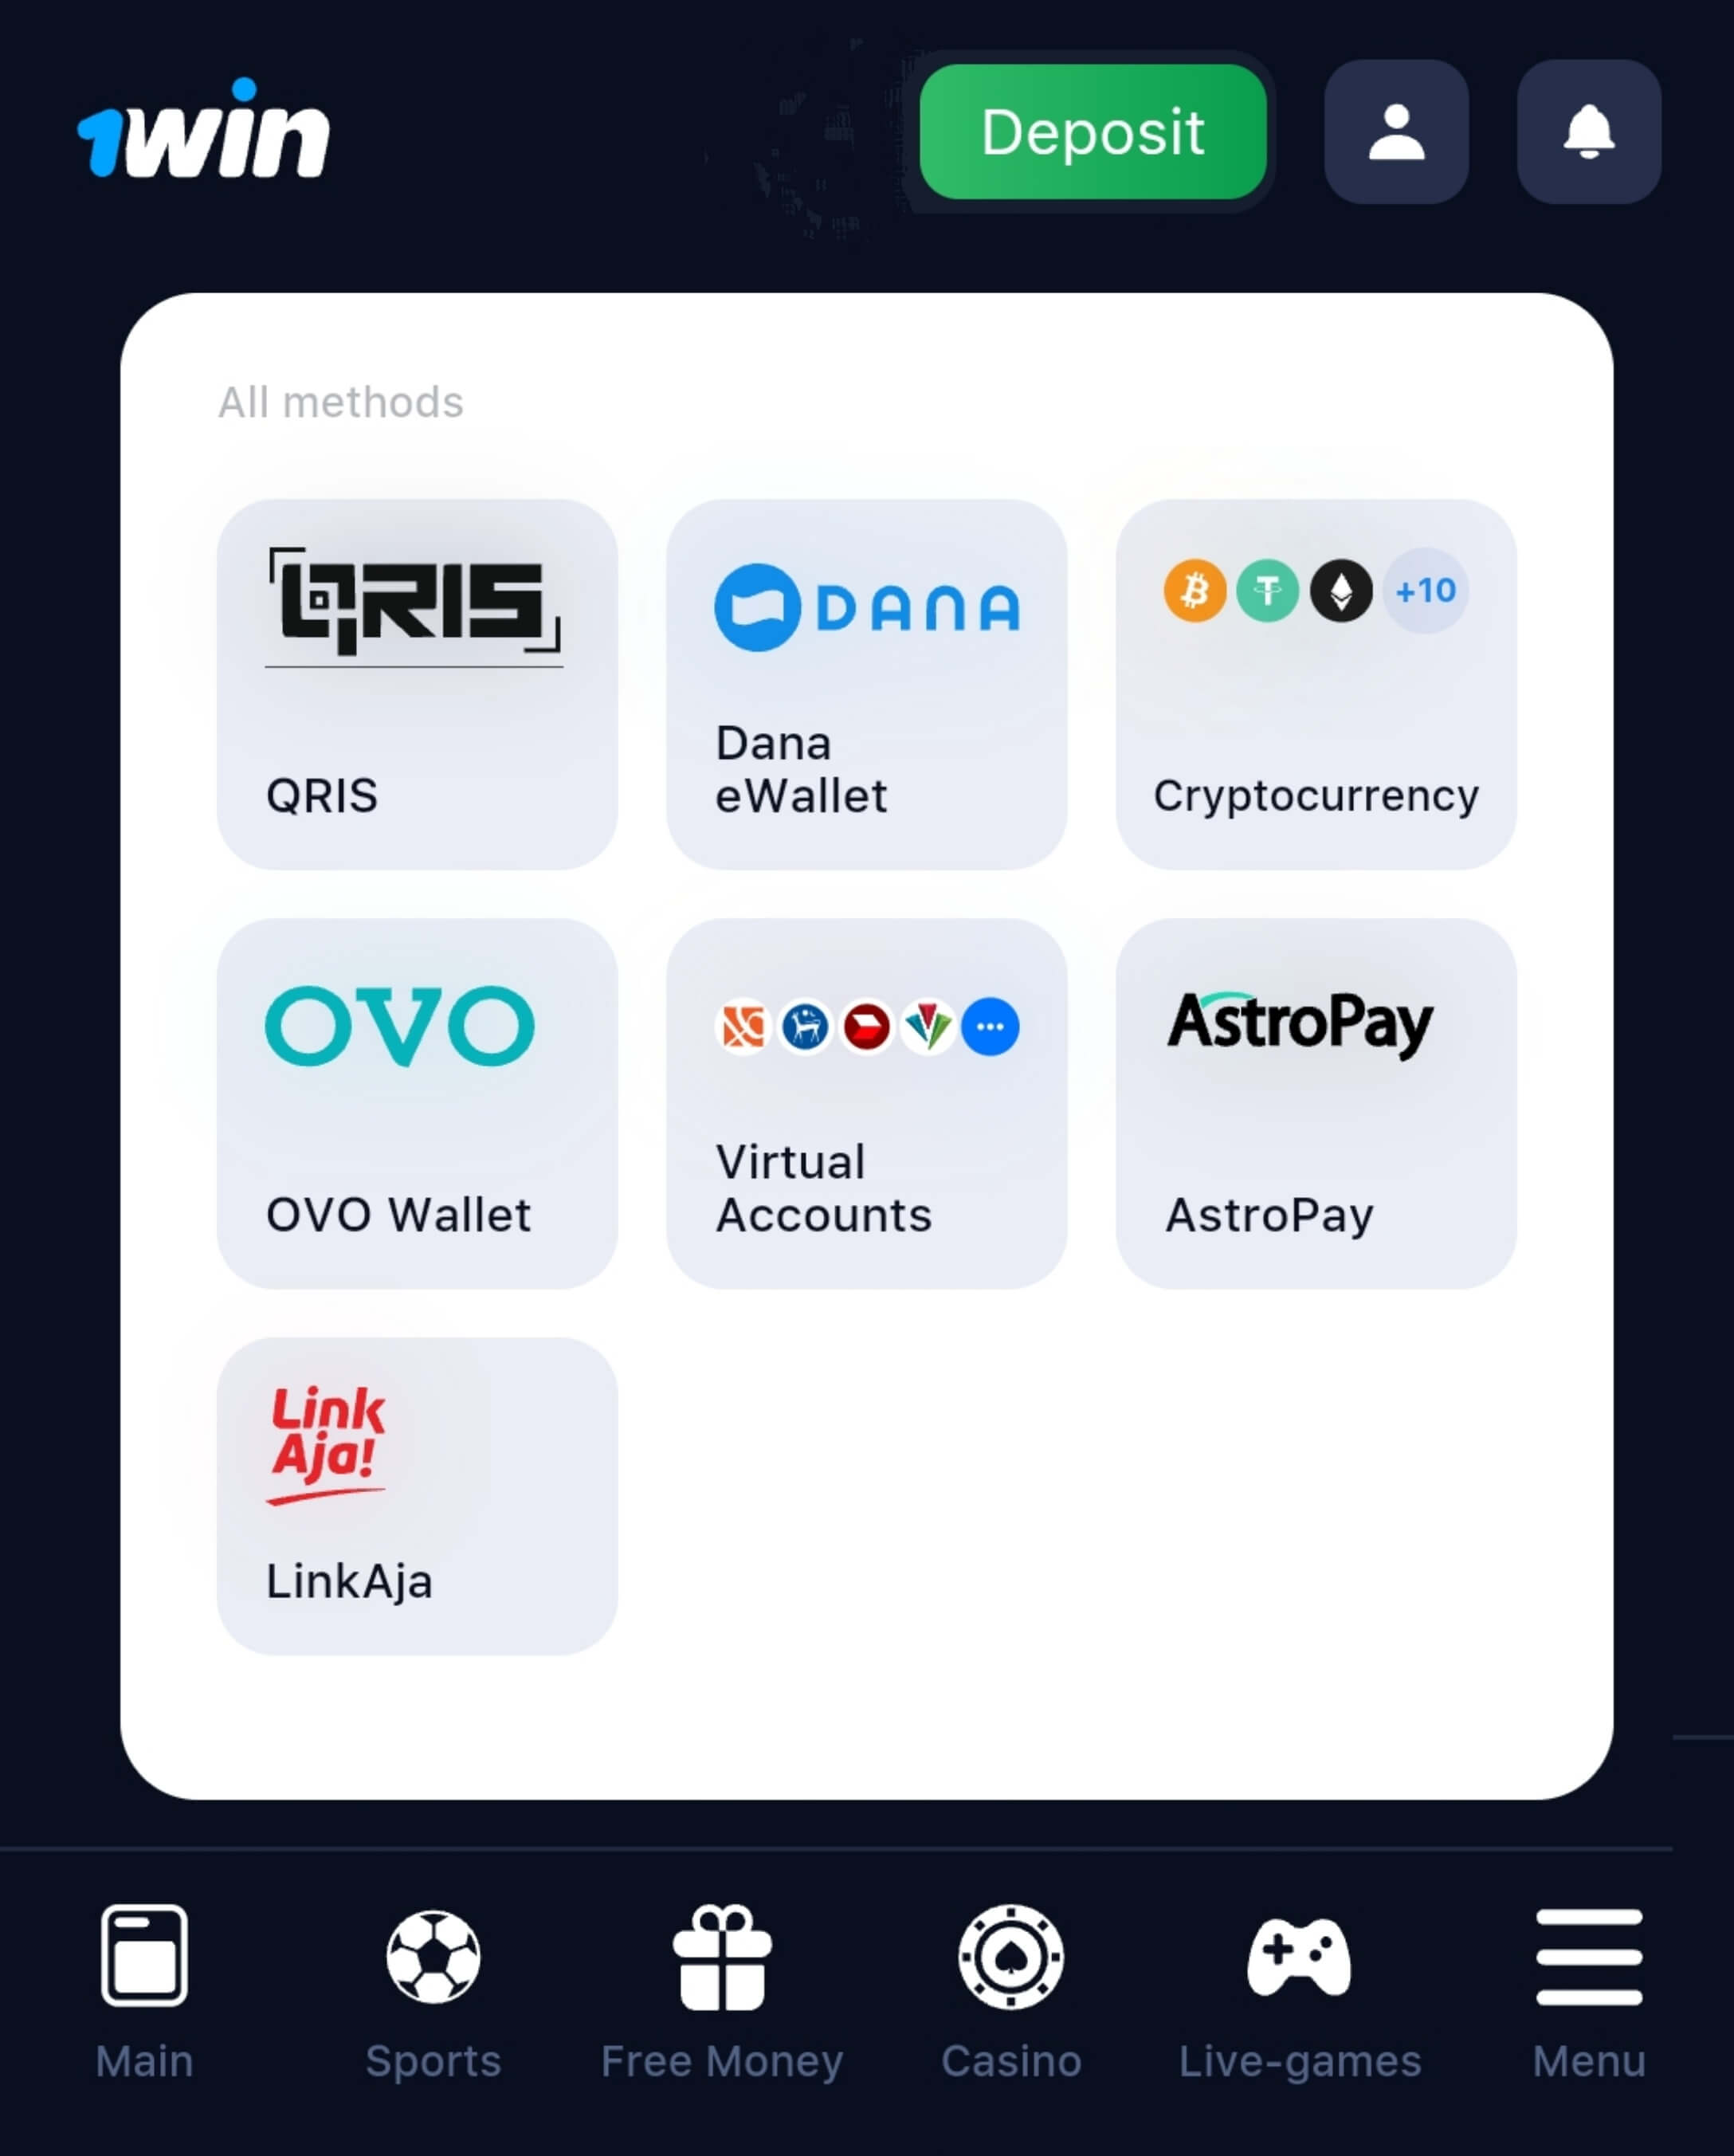 1win
Deposit
All methods
QRIS
DANA
+10
QRIS
Dana
eWallet
Cryptocurrency
OVO
AstroPay
OVO Wallet
Virtual
Accounts
AstroPay
Link
Aja!
LinkAja
Main
Sports
Free Money
Casino
Live-games
Menu